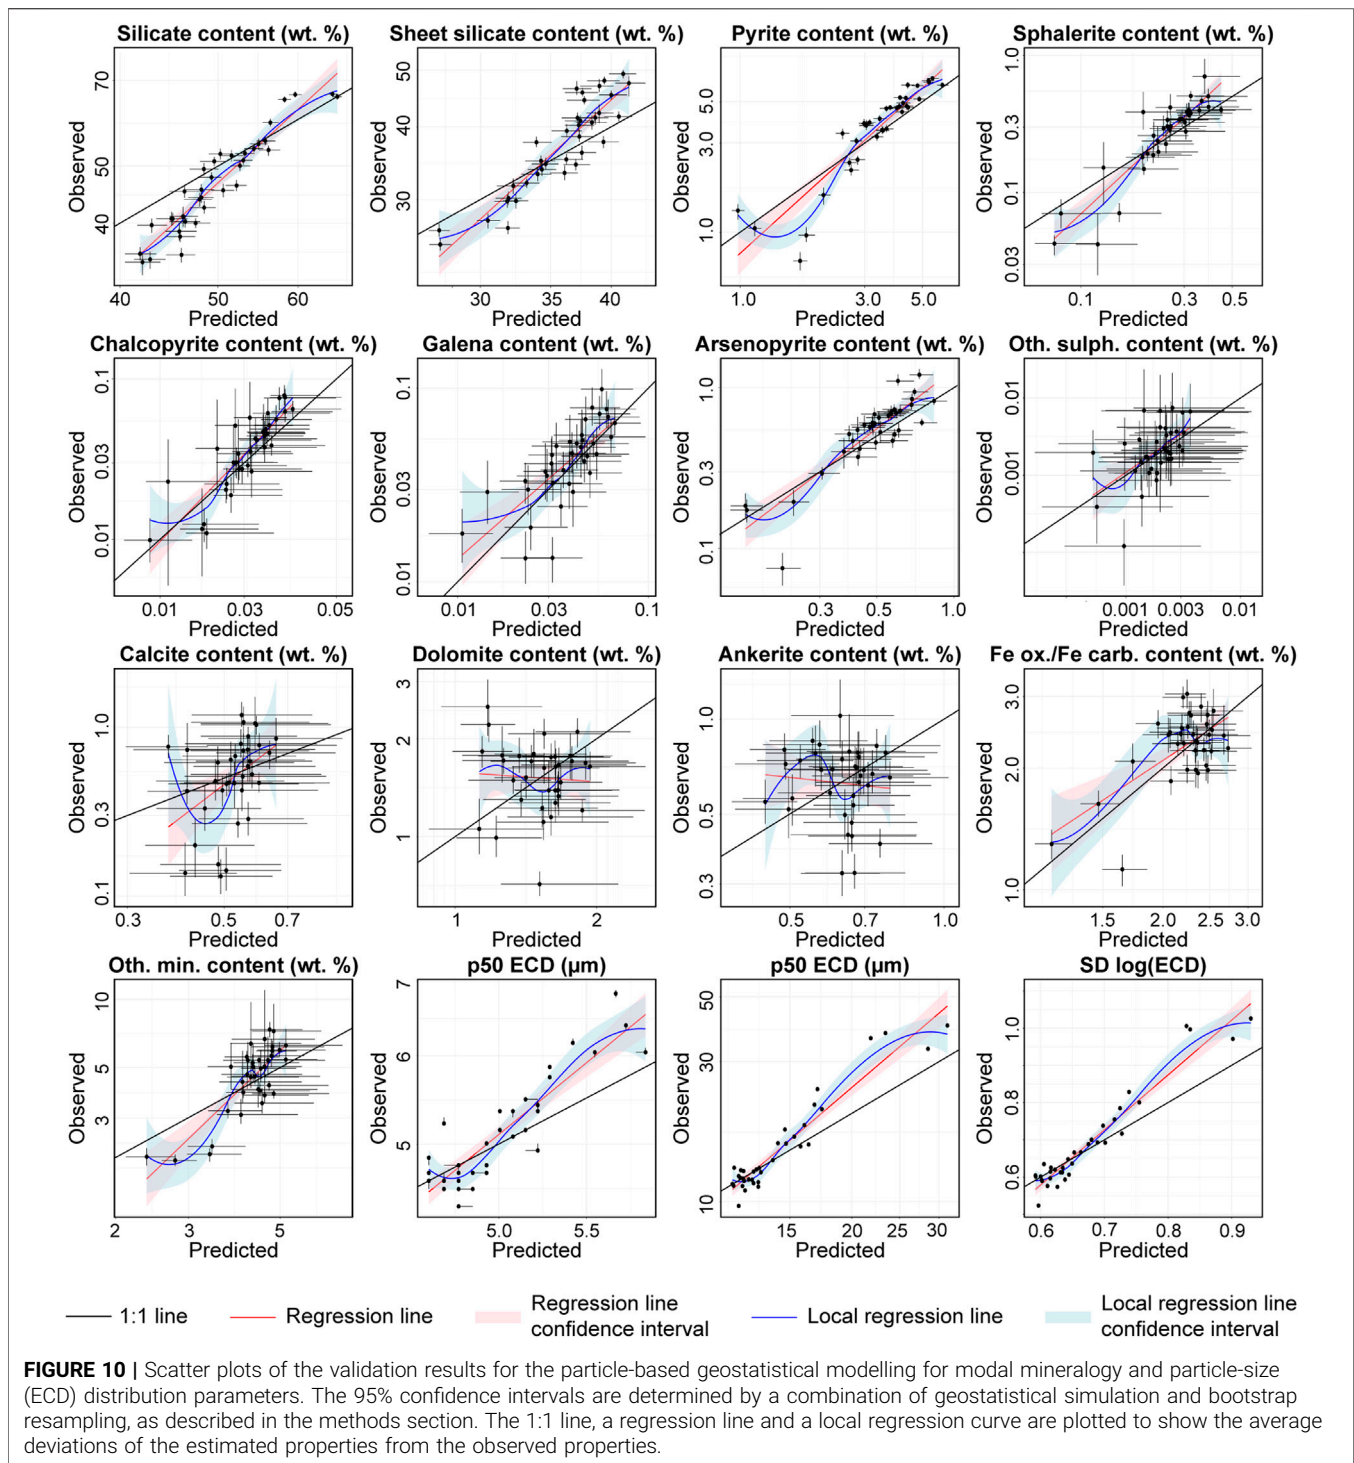 Silicate content (wt. %)
Sheet silicate content (wt. %)
Pyrite content (wt. %)
Sphalerite content (wt. %)
Observed
70
50
40
40
50
60
Predicted
Observed
50
40
30
30
35
40
Predicted
Observed
5.0
3.0
1.0
1.0
3.0
5.0
Predicted
Observed
1.0
0.3
0.1
0.03
0.1
0.3
0.5
Predicted
Chalcopyrite content (wt. %)
Galena content (wt. %)
Arsenopyrite content (wt. %)
Oth. sulph. content (wt. %)
Observed
0.1
0.03
0.01
0.01
0.03
0.05
Predicted
Observed
0.1
0.03
0.01
0.01
0.03
0.1
Predicted
Observed
1.0
0.3
0.1
0.3
0.5
1.0
Predicted
Observed
0.01
0.001
0.001
0.003
0.01
Predicted
Calcite content (wt. %)
Dolomite content (wt. %)
Ankerite content (wt. %)
Fe ox./Fe carb. content (wt. %)
Observed
1.0
0.3
0.1
0.3
0.5
0.7
Predicted
Observed
3
2
1
1
2
Predicted
Observed
1.0
0.5
0.3
0.5
0.7
1.0
Predicted
Observed
3.0
2.0
1.0
1.5
2.0
2.5
3.0
Predicted
Oth. min. content (wt. %)
p50 ECD (μm)
p50 ECD (μm)
SD log(ECD)
Observed
10
5
3
2
3
5
Predicted
Observed
7
6
5
5.0
5.5
Predicted
Observed
50
30
10
15
20
25
30
Predicted
Observed
1.0
0.8
0.6
0.6
0.7
0.8
0.9
Predicted
1:1 line
Regression line
Regression line
confidence interval
Local regression line
Local regression line
confidence interval
FIGURE 10 | Scatter plots of the validation results for the particle-based geostatistical modelling for modal mineralogy and particle-size
(ECD) distribution parameters. The 95% confidence intervals are determined by a combination of geostatistical simulation and bootstrap
resampling, as described in the methods section. The 1:1 line, a regression line and a local regression curve are plotted to show the average
deviations of the estimated properties from the observed properties.